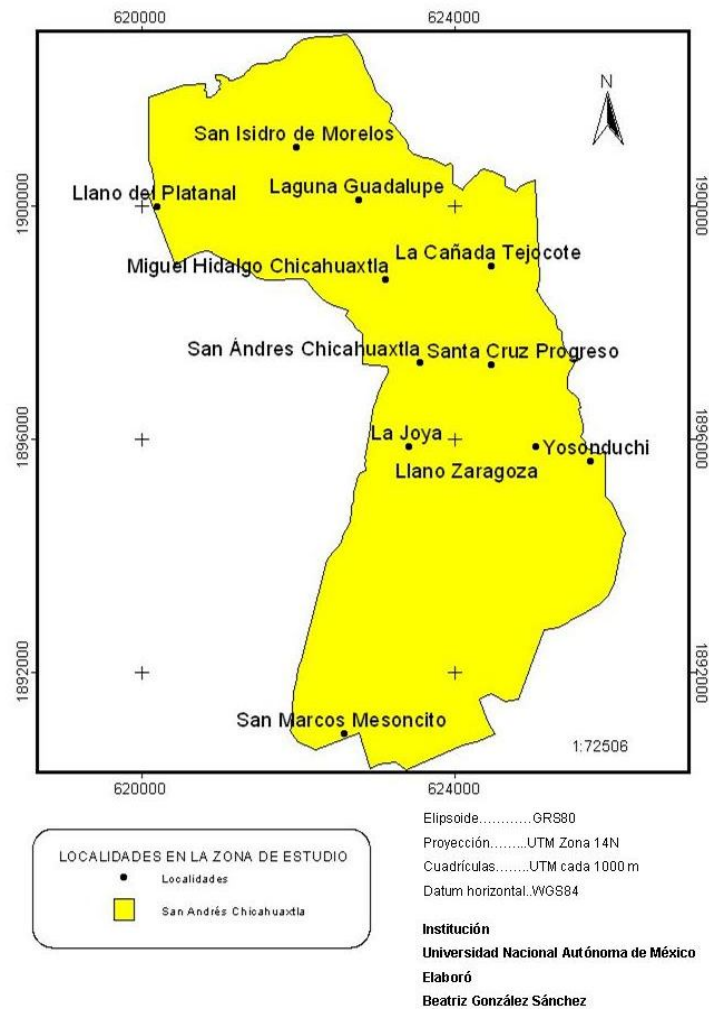 620000 624000
N
San Isidro de Morelos
Llano del Platanal
Laguna Guadalupe
1900000 1900000
La Cañada Tejocote
Miguel Hidalgo Chicahuaxtla
San Ándres Chicahuaxtla
Santa Cruz Progreso
1896000 1896000
La Joya
Yosonduchi
Llano Zaragoza
1892000 1892000
San Marcos Mesoncito
1:72506
620000 624000
LOCALIDADES EN LA ZONA DE ESTUDIO
Localidades
San Andrés Chicahuaxtla
Elipsoide............GRS80
Proyección.........UTM Zona 14N
Cuadrículas........UTM cada 1000 m
Datum horizontal..WGS84
Institución
Universidad Nacional Autónoma de México
Elaboró
Beatriz González Sánchez